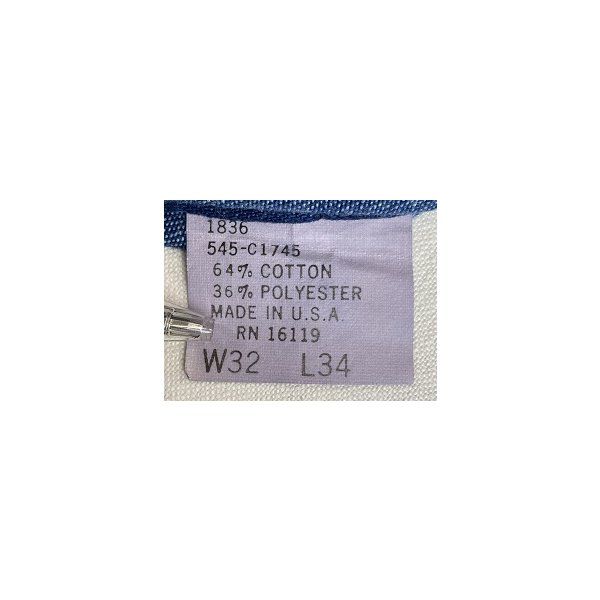 1836
545-C1745
64% COTTON
36% POLYESTER
MADE IN U.S.A.
RN 16119
W32 L34